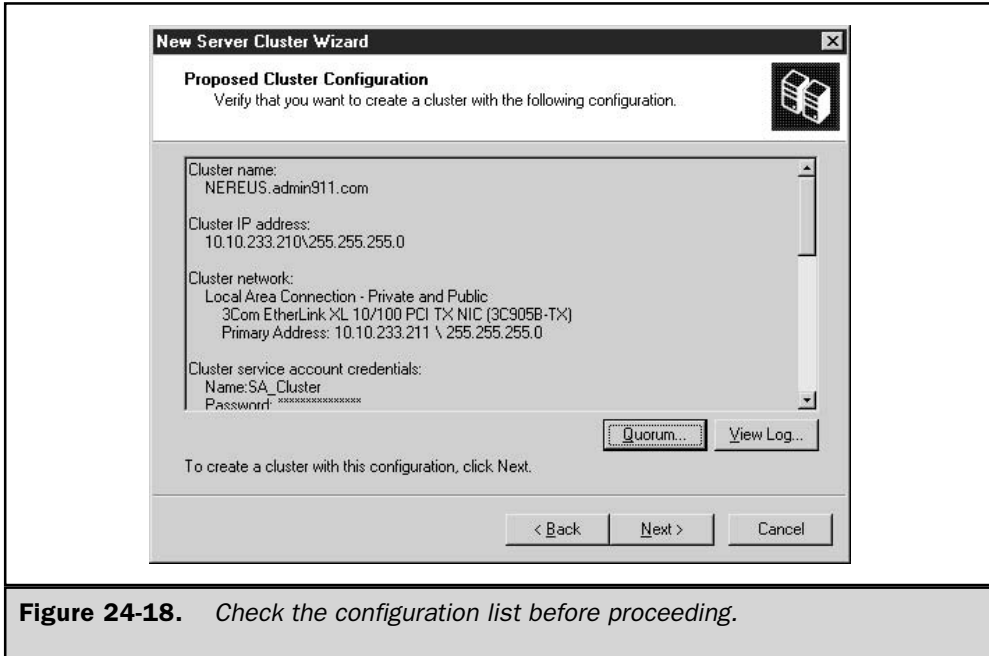 New Server Cluster Wizard
Proposed Cluster Configuration
Verify that you want to create a cluster with the following configuration.
Cluster name:
NEREUS.admin911.com
Cluster IP address:
10.10.233.210\255.255.255.0
Cluster network:
Local Area Connection - Private and Public
3Com EtherLink XL 10/100 PCI TX NIC (3C905B-TX)
Primary Address: 10.10.233.211 \ 255.255.255.0
Cluster service account credentials:
Name:SA_Cluster
Password: ***************
Quorum... View Log...
To create a cluster with this configuration, click Next.
< Back Next > Cancel
Figure 24-18. Check the configuration list before proceeding.